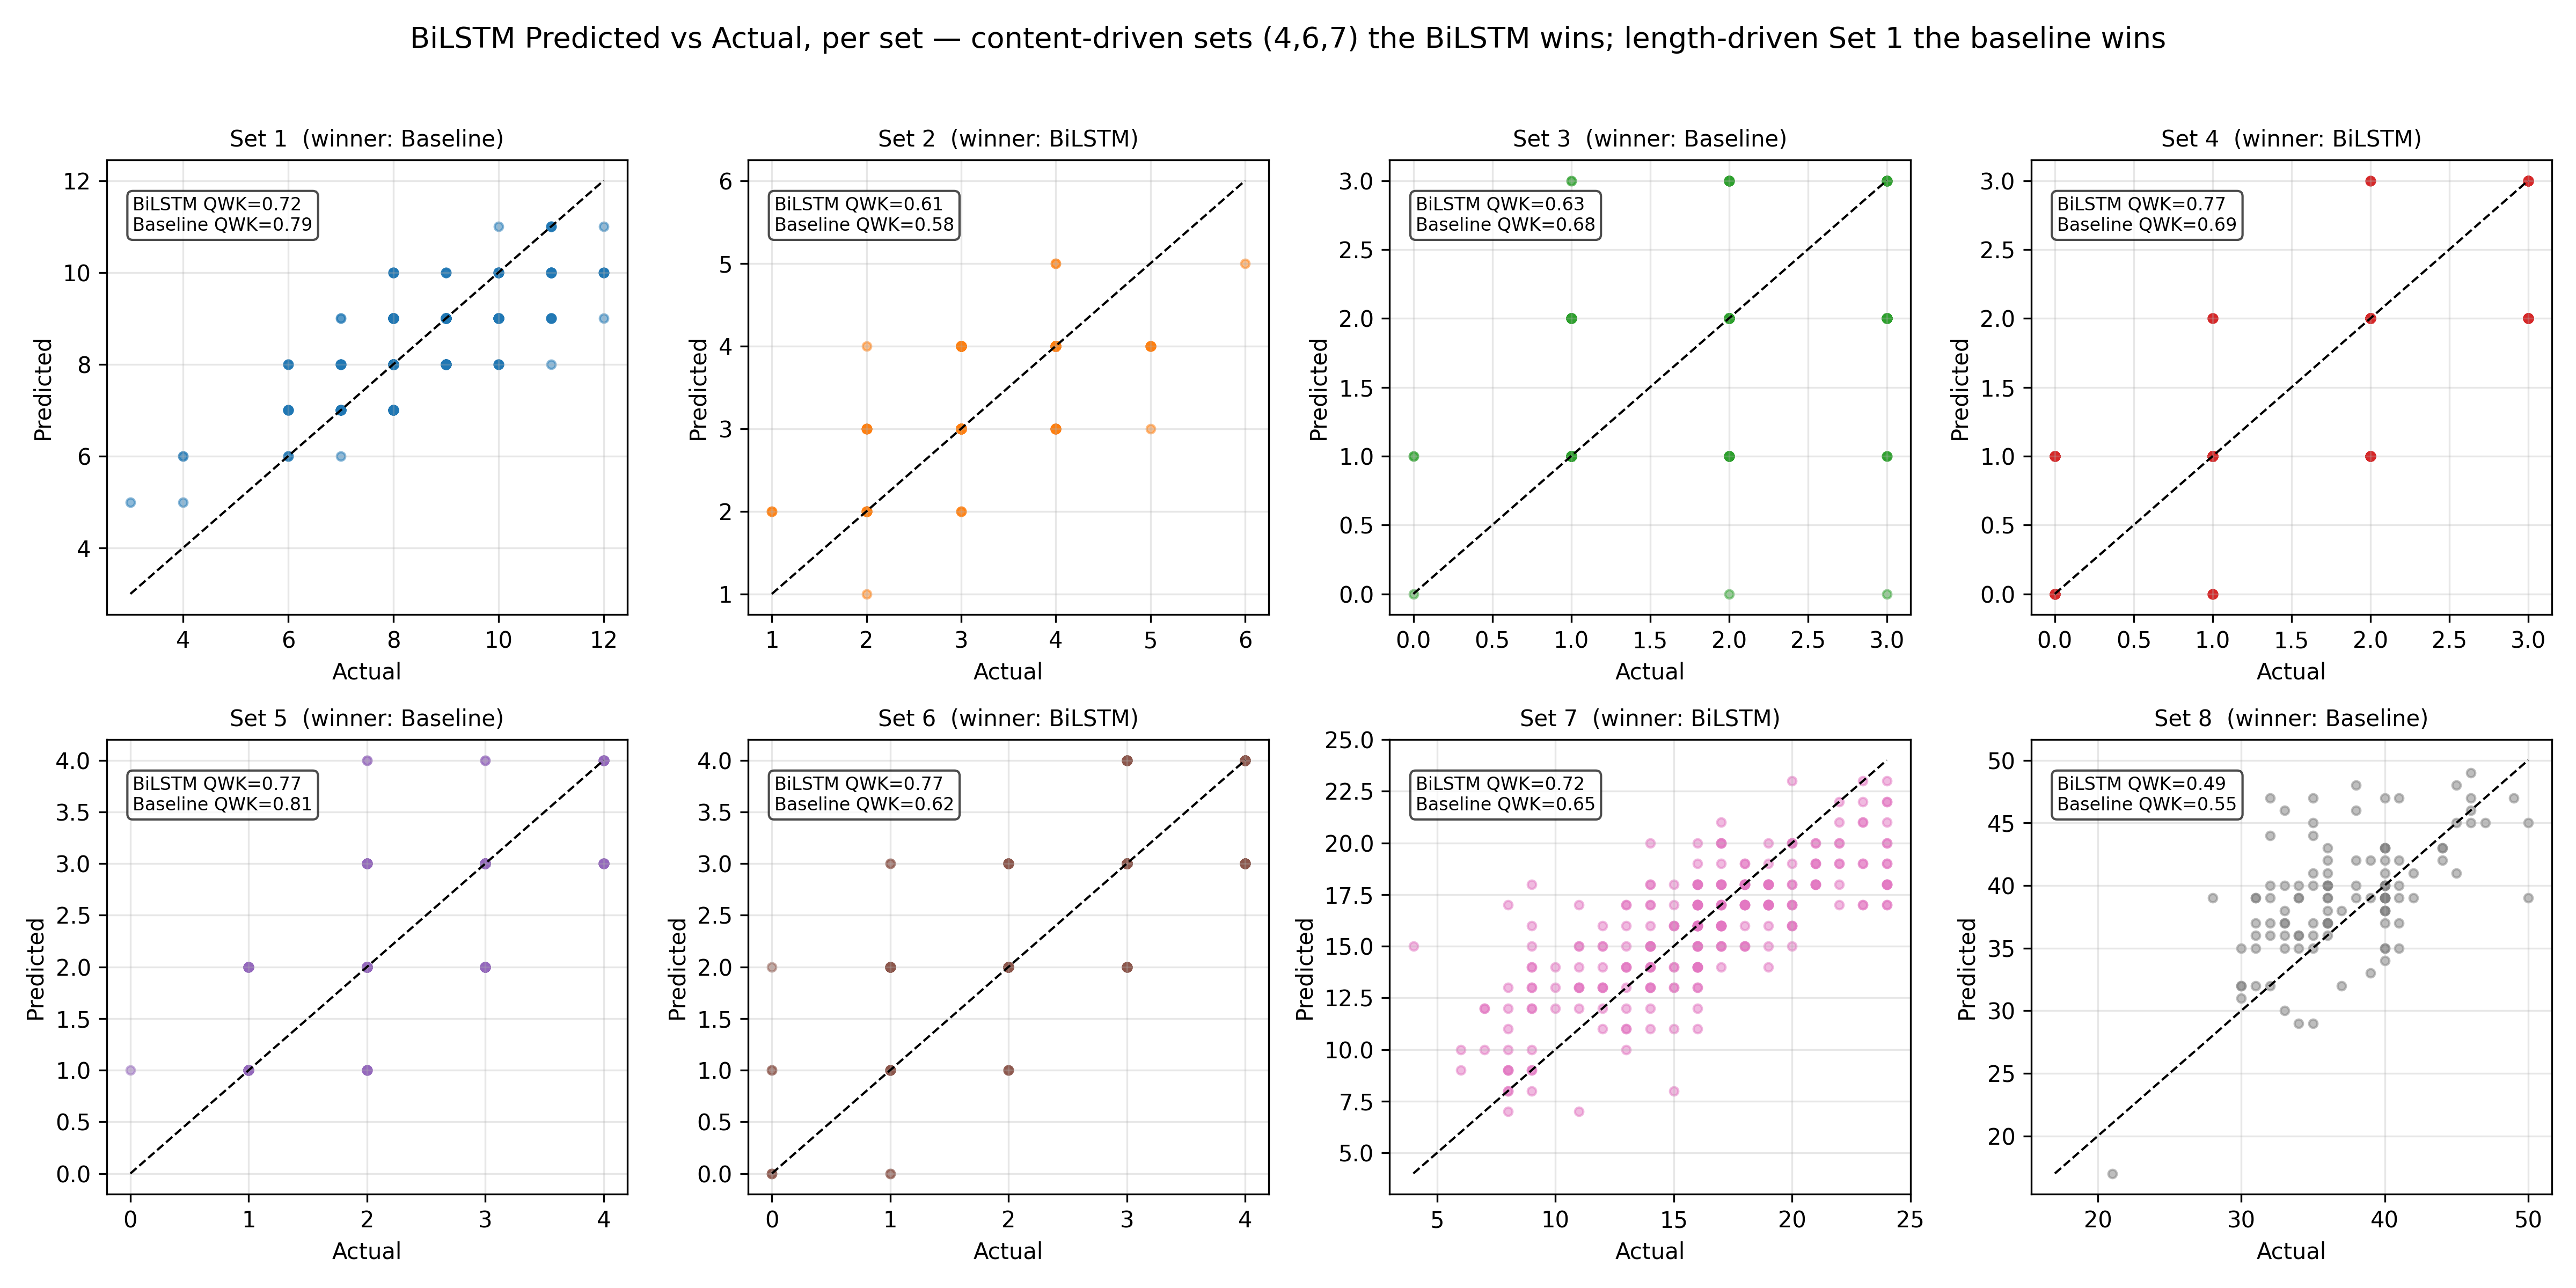 BiLSTM Predicted vs Actual, per set — content-driven sets (4,6,7) the BiLSTM wins; length-driven Set 1 the baseline wins
Set 1  (winner: Baseline)
BiLSTM QWK=0.72
Baseline QWK=0.79
12
10
8
6
4
Predicted
4 6 8 10 12
Actual
Set 2  (winner: BiLSTM)
BiLSTM QWK=0.61
Baseline QWK=0.58
6
5
4
3
2
1
Predicted
1 2 3 4 5 6
Actual
Set 3  (winner: Baseline)
BiLSTM QWK=0.63
Baseline QWK=0.68
3.0
2.5
2.0
1.5
1.0
0.5
0.0
Predicted
0.0 0.5 1.0 1.5 2.0 2.5 3.0
Actual
Set 4  (winner: BiLSTM)
BiLSTM QWK=0.77
Baseline QWK=0.69
3.0
2.5
2.0
1.5
1.0
0.5
0.0
Predicted
0.0 0.5 1.0 1.5 2.0 2.5 3.0
Actual
Set 5  (winner: Baseline)
BiLSTM QWK=0.77
Baseline QWK=0.81
4.0
3.5
3.0
2.5
2.0
1.5
1.0
0.5
0.0
Predicted
0 1 2 3 4
Actual
Set 6  (winner: BiLSTM)
BiLSTM QWK=0.77
Baseline QWK=0.62
4.0
3.5
3.0
2.5
2.0
1.5
1.0
0.5
0.0
Predicted
0 1 2 3 4
Actual
Set 7  (winner: BiLSTM)
BiLSTM QWK=0.72
Baseline QWK=0.65
25.0
22.5
20.0
17.5
15.0
12.5
10.0
7.5
5.0
Predicted
5 10 15 20 25
Actual
Set 8  (winner: Baseline)
BiLSTM QWK=0.49
Baseline QWK=0.55
50
45
40
35
30
25
20
Predicted
20 30 40 50
Actual